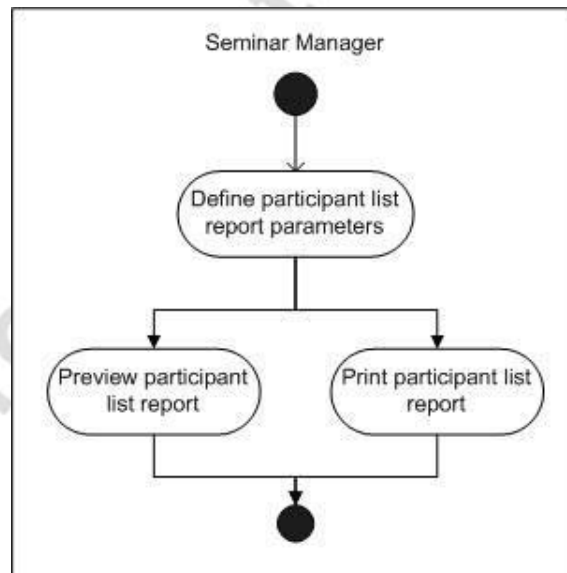 Seminar Manager
Define participant list
report parameters
Preview participant
list report
Print participant list
report